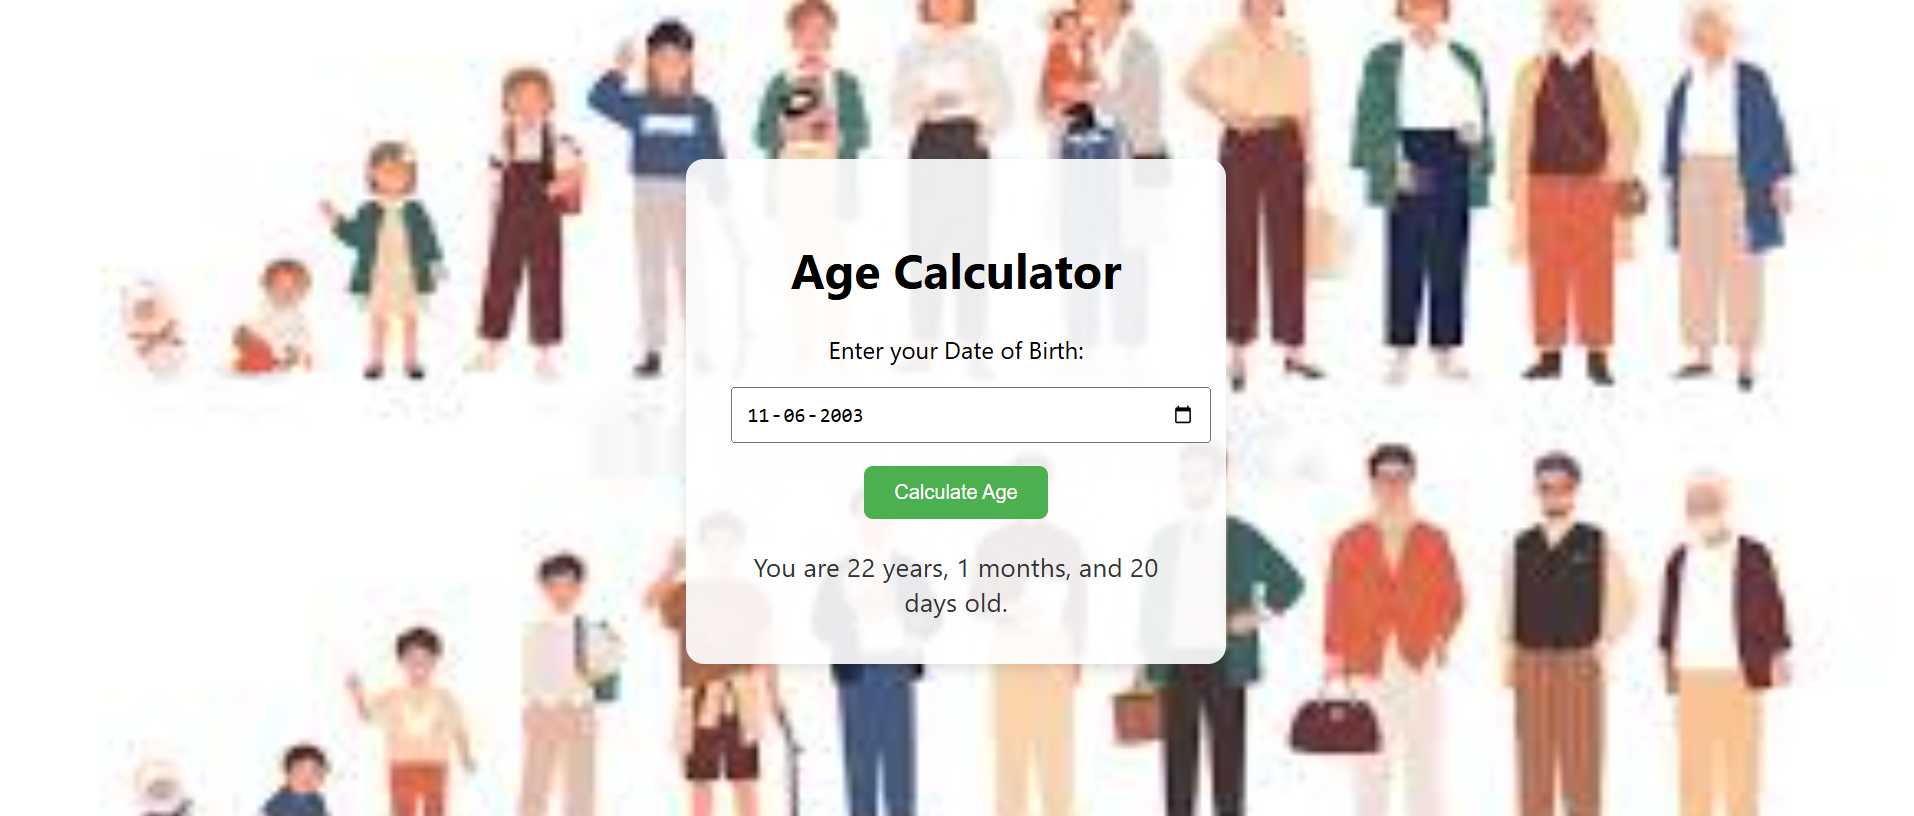 Age Calculator
Enter your Date of Birth:
11-06-2003
Calculate Age
You are 22 years, 1 months, and 20
days old.